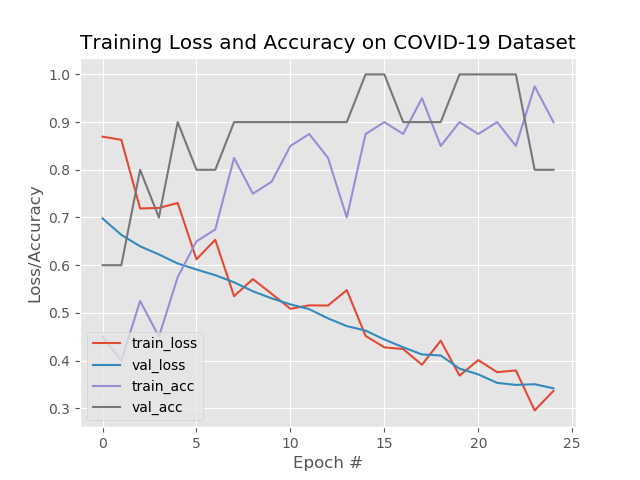 Training Loss and Accuracy on COVID-19 Dataset
1.0
0.9
0.8
0.7
0.6
0.5
0.4
0.3
Loss/Accuracy
train_loss
val_loss
train_acc
val_acc
0 5 10 15 20 25
Epoch #